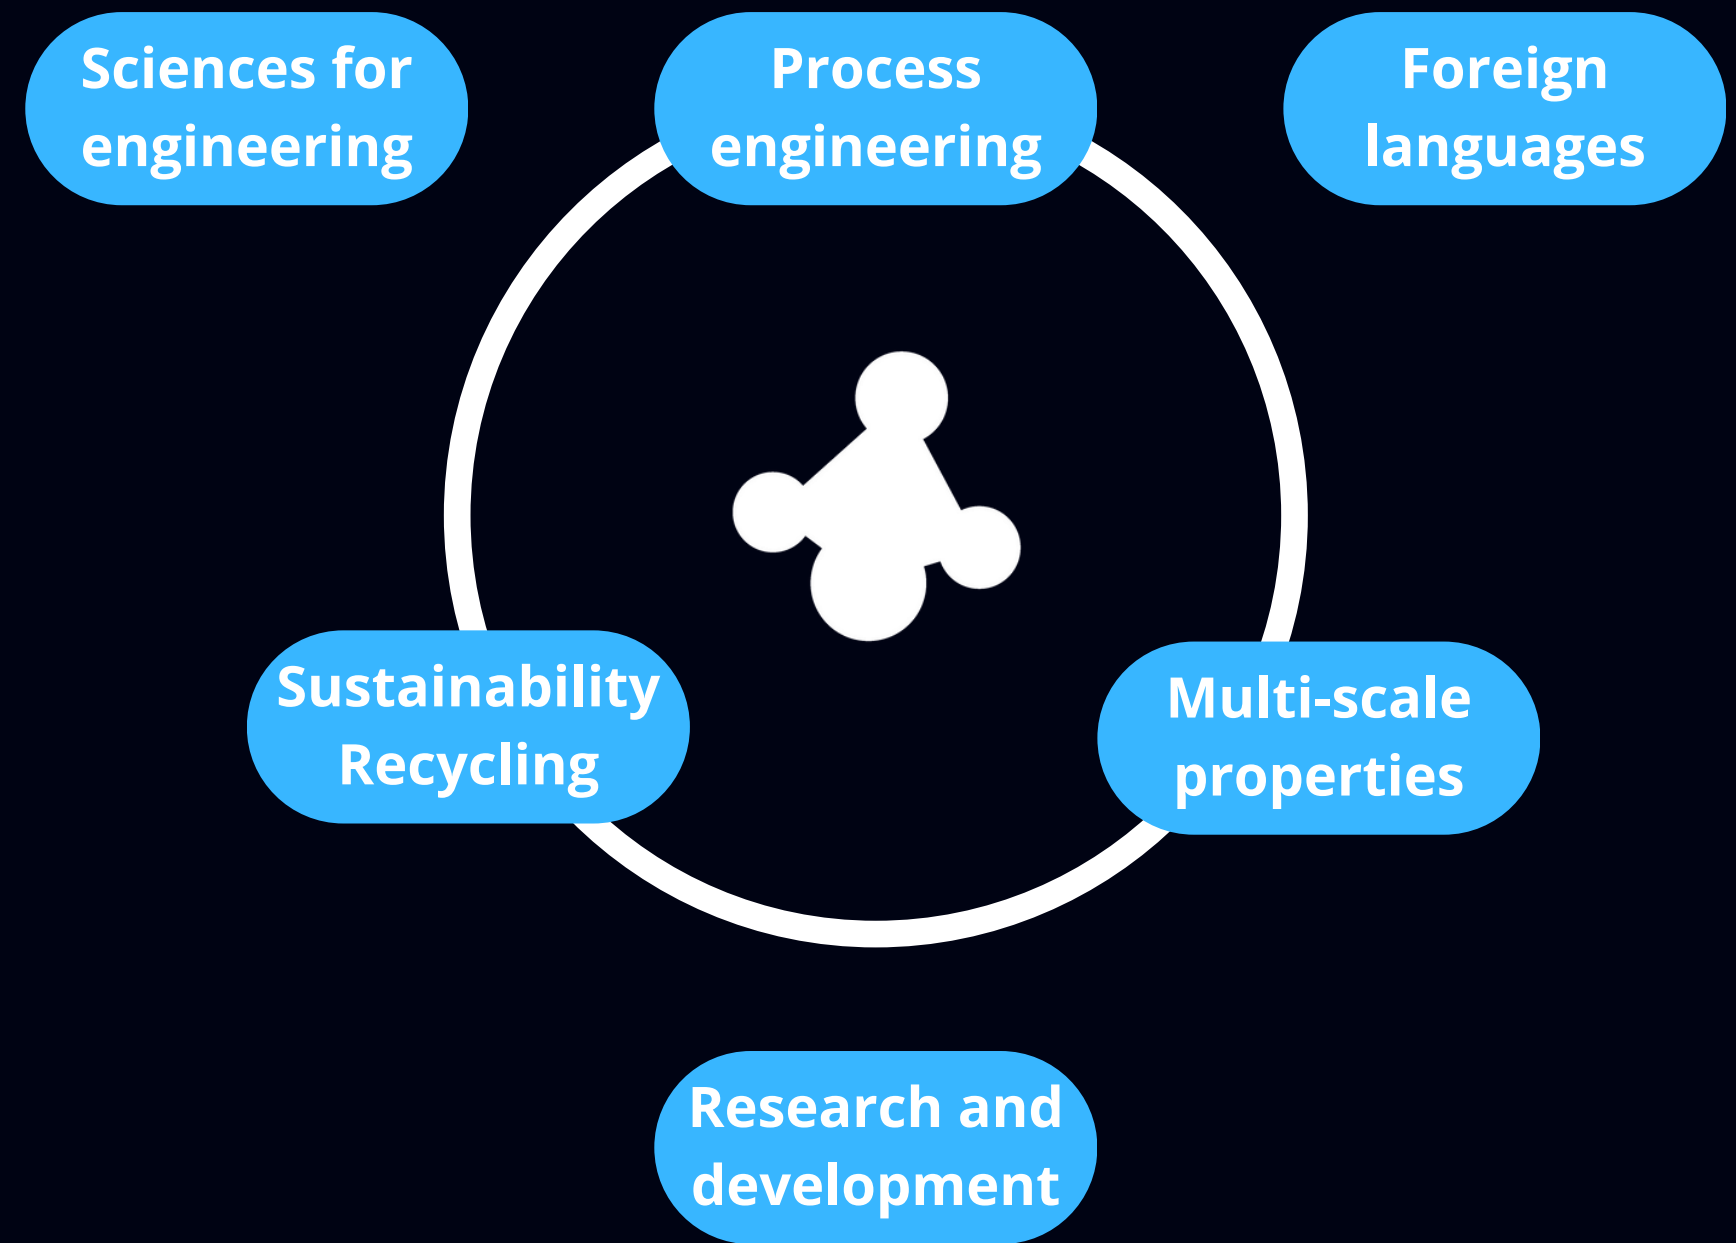 Sciences for
engineering
Process
engineering
Foreign
languages
Sustainability
Recycling
Multi-scale
properties
Research and
development